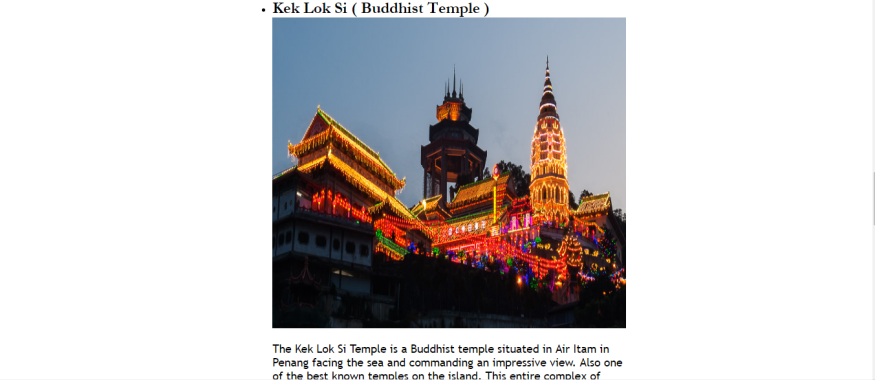 Kek Lok Si ( Buddhist Temple )
The Kek Lok Si Temple is a Buddhist temple situated in Air Itam in
Penang facing the sea and commanding an impressive view. Also one
of the best known temples on the island. This entire complex of